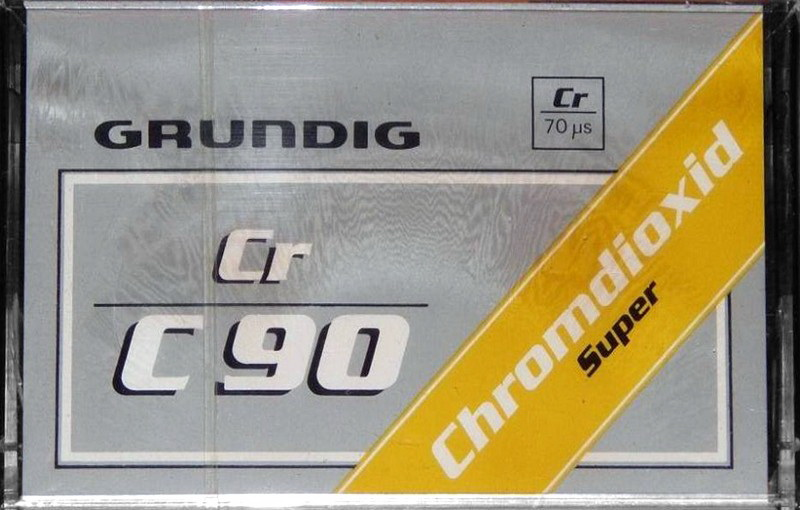 GRUNDIG
Cr
70 µs
Cr
C 90
Chromdioxid
Super